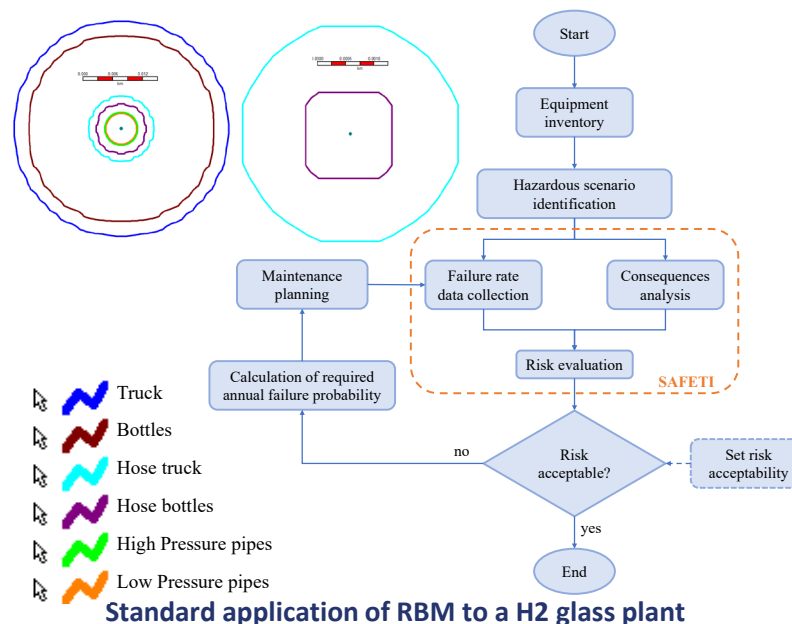 Start
Equipment
inventory
Hazardous scenario
identification
Maintenance
planning
Failure rate
data collection
Consequences
analysis
Risk evaluation
SAFETI
Calculation of required
annual failure probability
no
Risk
acceptable?
Set risk
acceptability
yes
End
Truck
Bottles
Hose truck
Hose bottles
High Pressure pipes
Low Pressure pipes
Standard application of RBM to a H2 glass plant